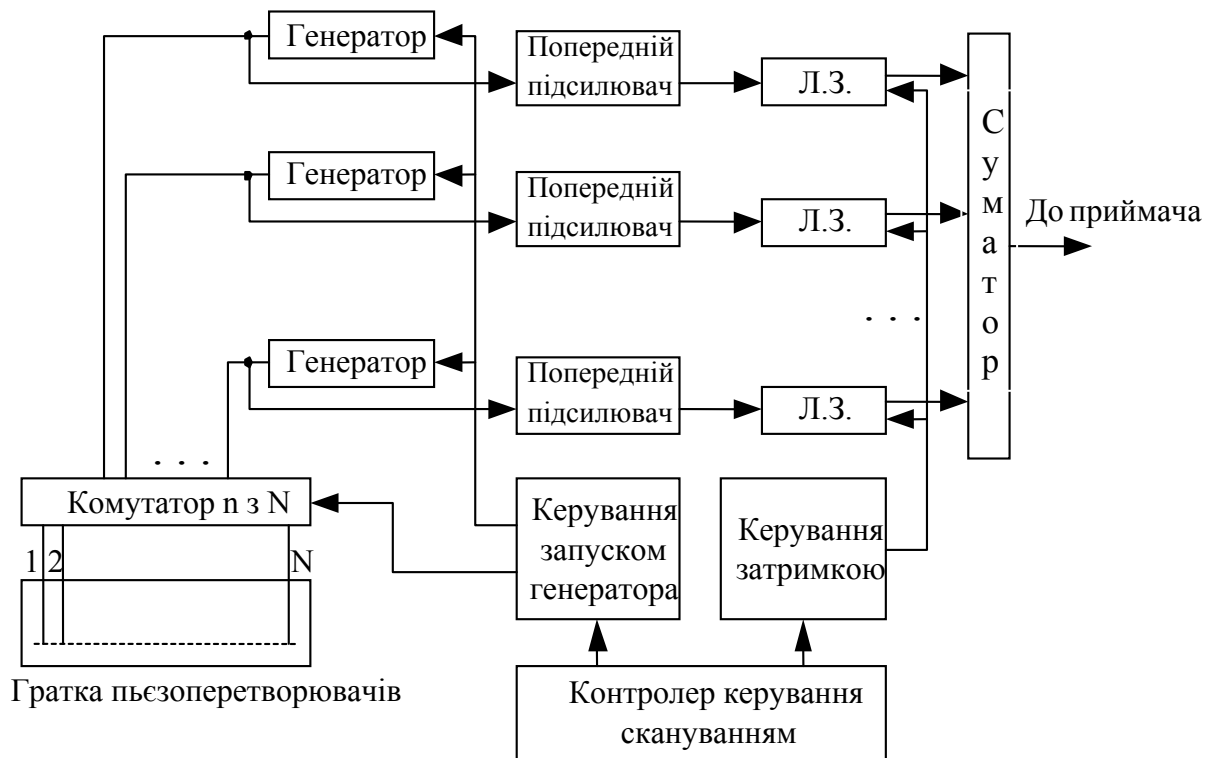 Генератор
Попередній
підсилювач
Л.З.
Генератор
Попередній
підсилювач
Л.З.
Суматор
До приймача
. . .
Генератор
Попередній
підсилювач
Л.З.
. . .
Комутатор n з N
1 2 N
Гратка пьєзоперетворювачів
Керування
запуском
генератора
Керування
затримкою
Контролер керування
скануванням